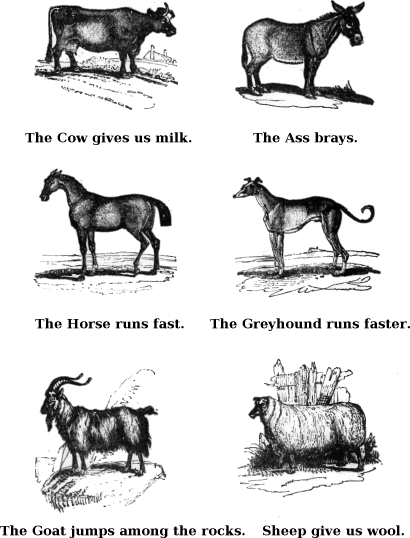 The Cow gives us milk.
The Ass brays.
The Horse runs fast.
The Greyhound runs faster.
The Goat jumps among the rocks.
Sheep give us wool.